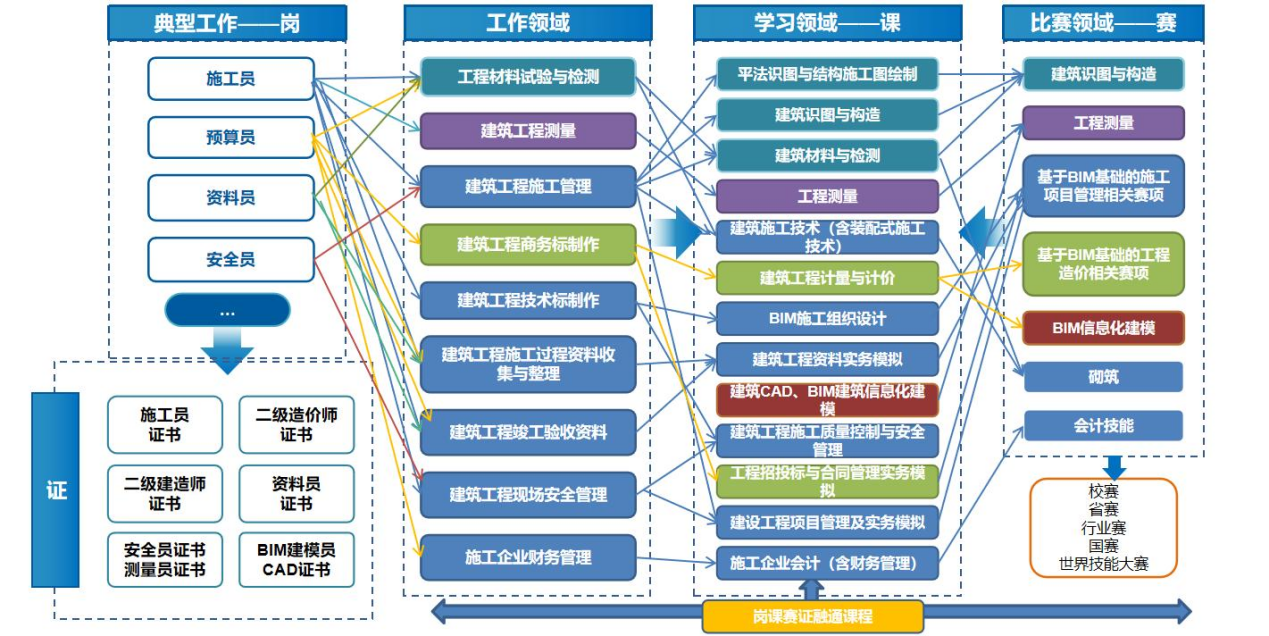 典型工作——岗
施工员
预算员
资料员
安全员
...
证
施工员
证书
二级造价师
证书
二级建造师
证书
资料员
证书
安全员证书
测量员证书
BIM建模员
CAD证书
工作领域
工程材料试验与检测
建筑工程测量
建筑工程施工管理
建筑工程商务标制作
建筑工程技术标制作
建筑工程施工过程资料收
集与整理
建筑工程竣工验收资料
建筑工程现场安全管理
施工企业财务管理
学习领域——课
平法识图与结构施工图绘制
建筑识图与构造
建筑材料与检测
工程测量
建筑施工技术（含装配式施工
技术）
建筑工程计量与计价
BIM施工组织设计
建筑工程资料实务模拟
建筑CAD、BIM建筑信息化建
模
建筑工程施工质量控制与安全
管理
工程招投标与合同管理实务模
拟
建设工程项目管理及实务模拟
施工企业会计（含财务管理）
比赛领域——赛
建筑识图与构造
工程测量
基于BIM基础的施工
项目管理相关赛项
基于BIM基础的工程
造价相关赛项
BIM信息化建模
砌筑
会计技能
校赛
省赛
行业赛
国赛
世界技能大赛
岗课赛证融通课程